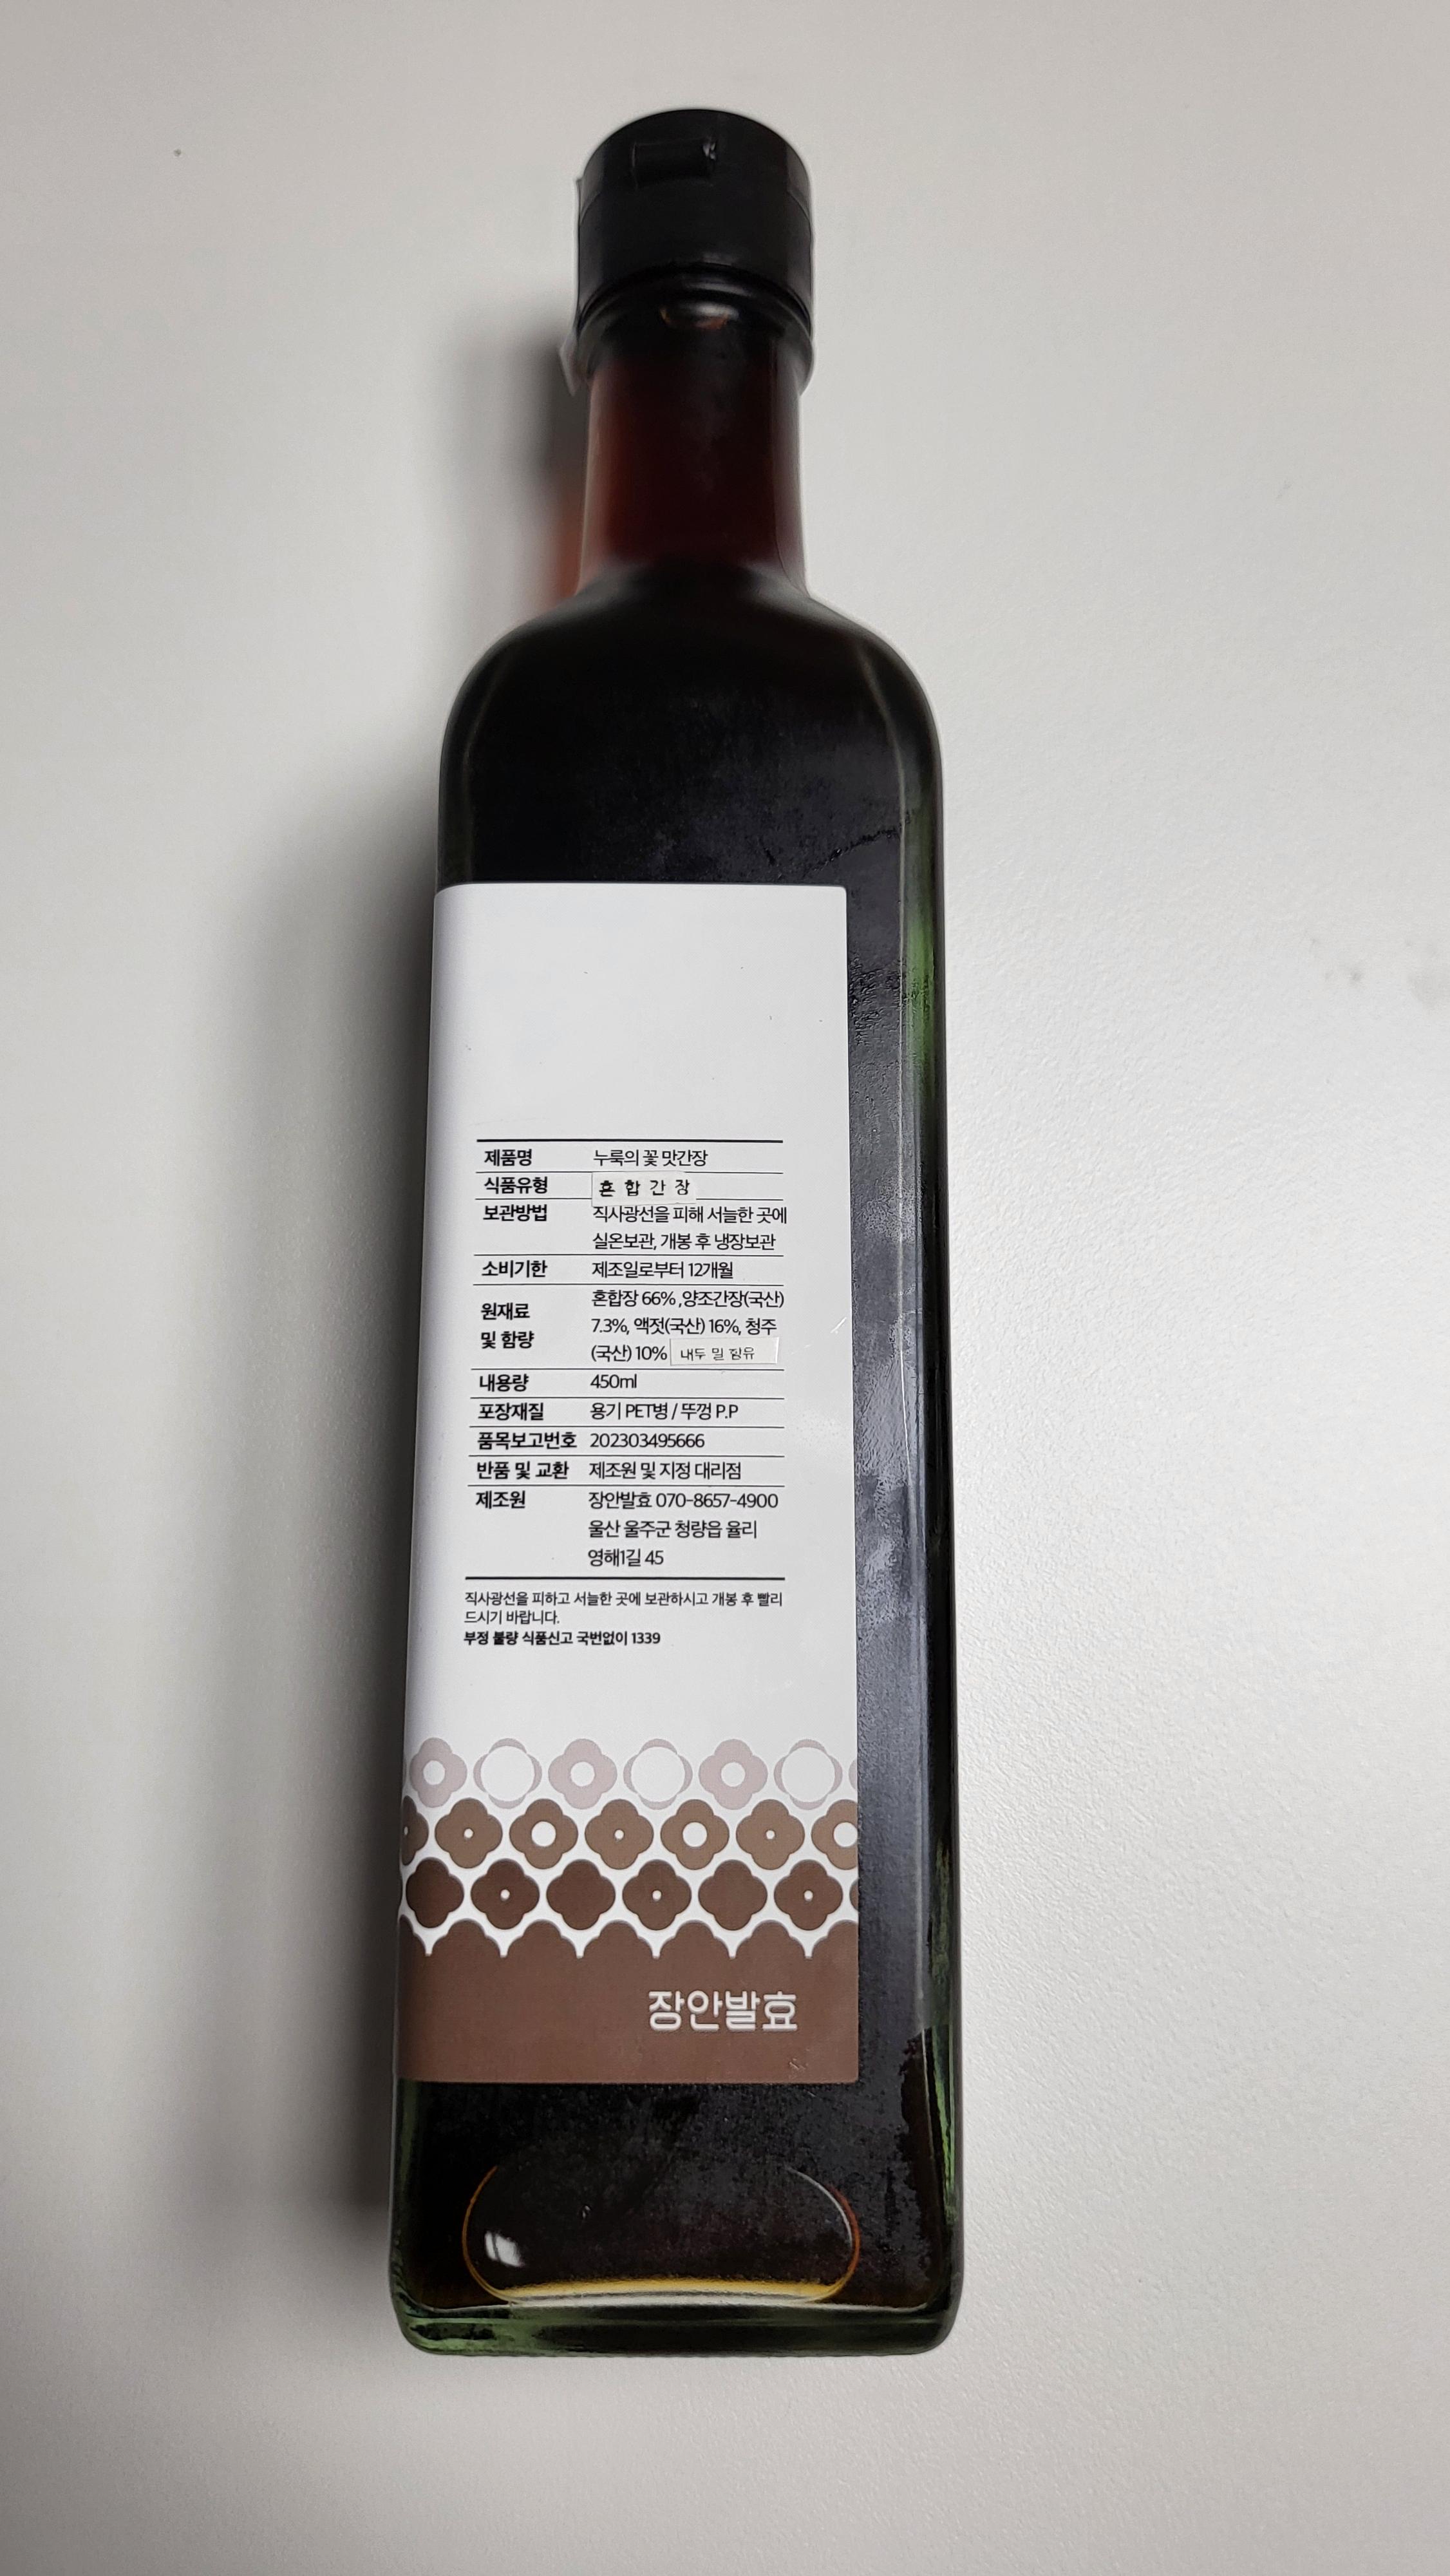 제품명 누룩의 꽃 맛간장
식품유형 혼 합 간 장
보관방법 직사광선을 피해 서늘한 곳에
실온보관, 개봉 후 냉장보관
소비기한 제조일로부터 12개월
원재료 및 함량 혼합장 66% ,양조간장(국산)
7.3%, 액젓(국산) 16%, 청주
(국산) 10% 내두 밀 함유
내용량 450ml
포장재질 용기 PET병 / 뚜껑 P.P
품목보고번호 202303495666
반품 및 교환 제조원 및 지정 대리점
제조원 장안발효 070-8657-4900
울산 울주군 청량읍 율리
영해1길 45
직사광선을 피하고 서늘한 곳에 보관하시고 개봉 후 빨리
드시기 바랍니다.
부정 불량 식품신고 국번없이 1339
장안발효